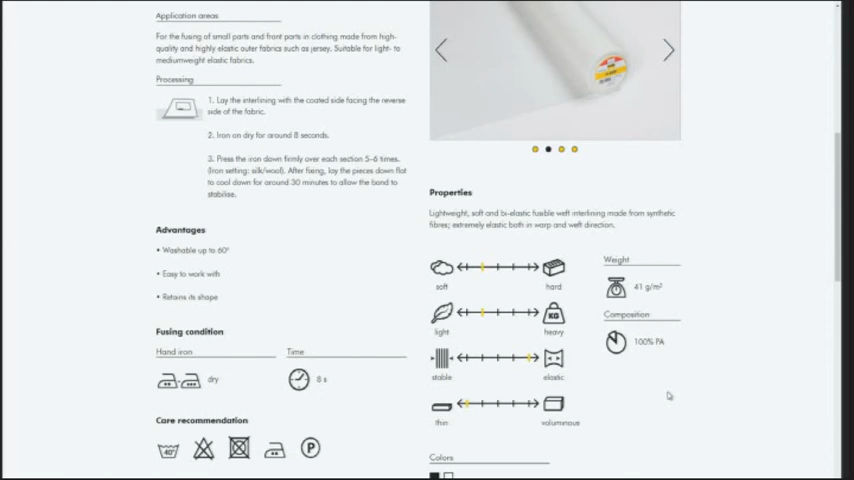 Application areas
For the fusing of small parts and front parts in clothing made from high-
quality and highly elastic outer fabrics such as jersey. Suitable for light- to
mediumweight elastic fabrics.
Processing
1. Lay the interlining with the coated side facing the reverse
side of the fabric.
2. Iron on dry for around 8 seconds.
3. Press the iron down firmly over each section 5-6 times.
(Iron setting: silk/wool). After fixing, lay the pieces down flat
to cool down for around 30 minutes to allow the bond to
stabilise.
Advantages
• Washable up to 60°
• Easy to work with
• Retains its shape
Fusing condition
Hand iron
Time
dry
8 s
Care recommendation
40°
P
Properties
Lightweight, soft and bi-elastic fusible weft interlining made from synthetic
fibres; extremely elastic both in warp and weft direction.
soft
hard
light
KG
heavy
stable
elastic
thin
voluminous
Weight
41 g/m²
Composition
100% PA
Colors